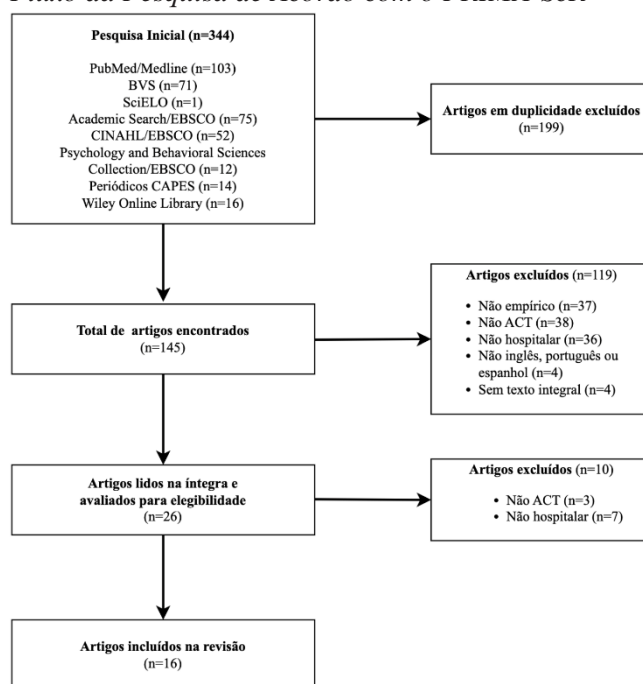 Pesquisa Inicial (n=344)
PubMed/Medline (n=103)
BVS (n=71)
SciELO (n=1)
Academic Search/EBSCO (n=75)
CINAHL/EBSCO (n=52)
Psychology and Behavioral Sciences
Collection/EBSCO (n=12)
Periódicos CAPES (n=14)
Wiley Online Library (n=16)
Artigos em duplicidade excluídos
(n=199)
Total de artigos encontrados
(n=145)
Artigos excluídos (n=119)
• Não empírico (n=37)
• Não ACT (n=38)
• Não hospitalar (n=36)
• Não inglês, português ou
espanhol (n=4)
• Sem texto integral (n=4)
Artigos lidos na íntegra e
avaliados para elegibilidade
(n=26)
Artigos excluídos (n=10)
• Não ACT (n=3)
• Não hospitalar (n=7)
Artigos incluídos na revisão
(n=16)